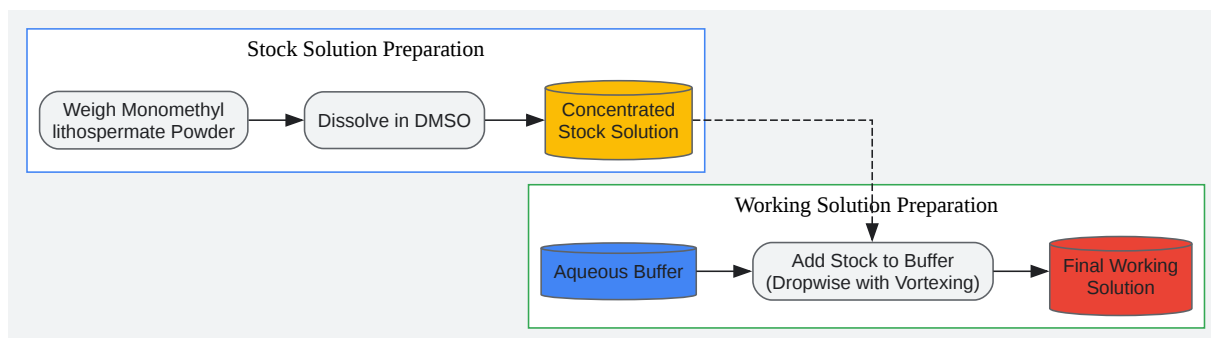 Stock Solution Preparation
Weigh Monomethyl
lithospermate Powder
Dissolve in DMSO
Concentrated
Stock Solution
Working Solution Preparation
Aqueous Buffer
Add Stock to Buffer
(Dropwise with Vortexing)
Final Working
Solution